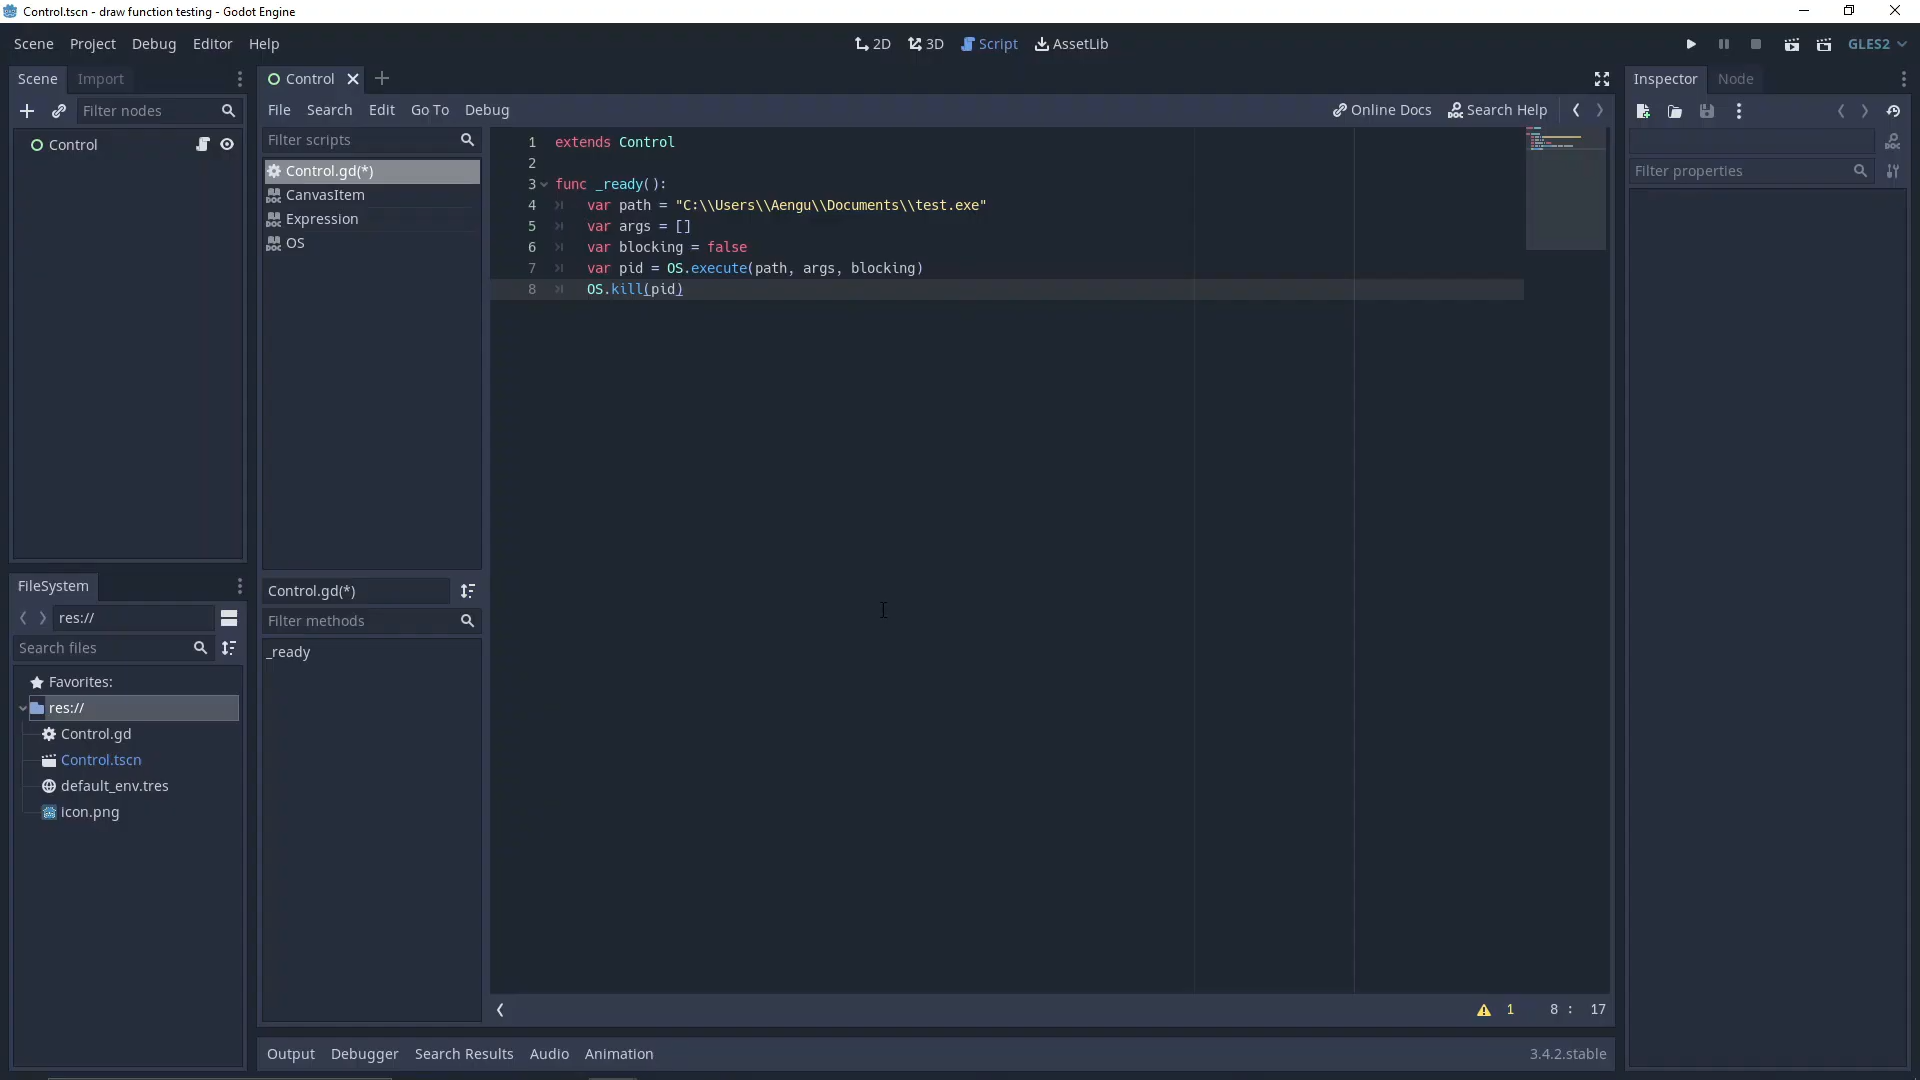 Control.tscn - draw function testing - Godot Engine
Scene Project Debug Editor Help
2D 3D Script AssetLib
GLES2
Scene Import
Filter nodes
Control
FileSystem
res://
Search files
Favorites:
res://
Control.gd
Control.tscn
default_env.tres
icon.png
Control
File Search Edit Go To Debug
Online Docs Search Help
Filter scripts
Control.gd(*)
CanvasItem
Expression
OS
Control.gd(*)
Filter methods
_ready
1 extends Control
2
3 func _ready():
4 var path = "C:\\Users\\Aengu\\Documents\\test.exe"
5 var args = []
6 var blocking = false
7 var pid = OS.execute(path, args, blocking)
8 OS.kill(pid)
1 8 : 17
Output Debugger Search Results Audio Animation
3.4.2.stable
Inspector Node
Filter properties